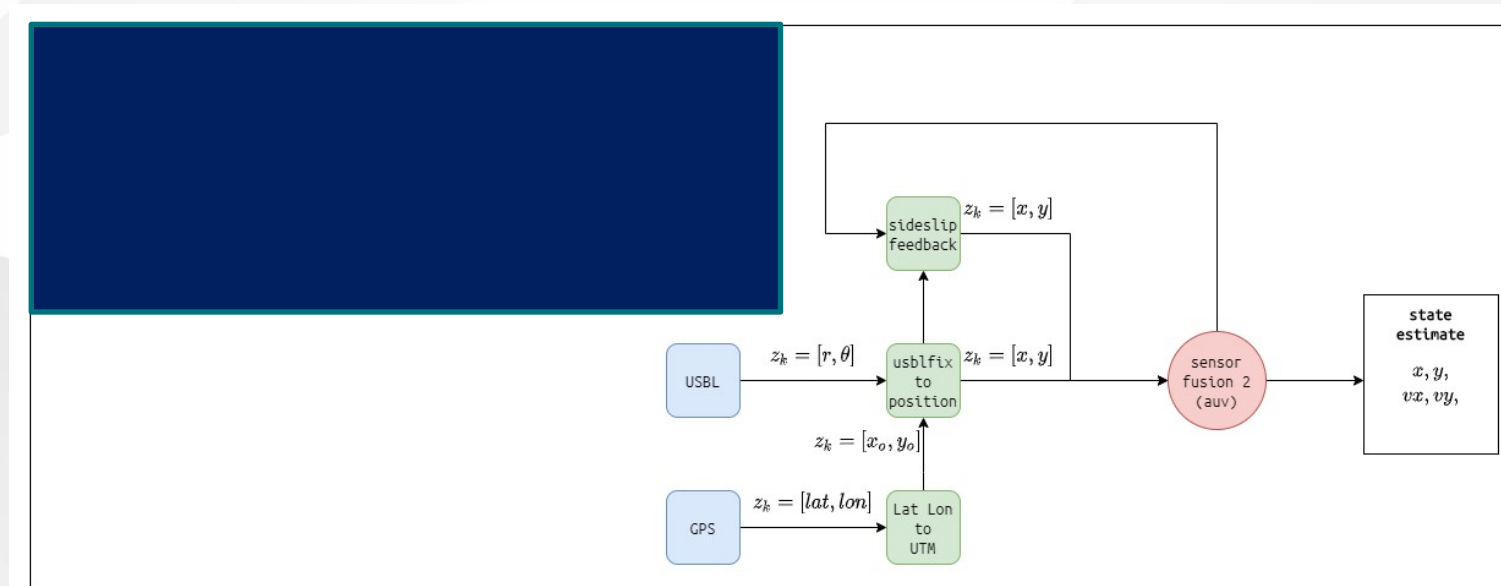 sideslip
feedback
z_k = [x, y]
USBL
z_k = [r, θ]
usblfix
to
position
z_k = [x, y]
sensor
fusion 2
(auv)
state
estimate
x, y,
vx, vy,
z_k = [x_o, y_o]
GPS
z_k = [lat, lon]
Lat Lon
to
UTM